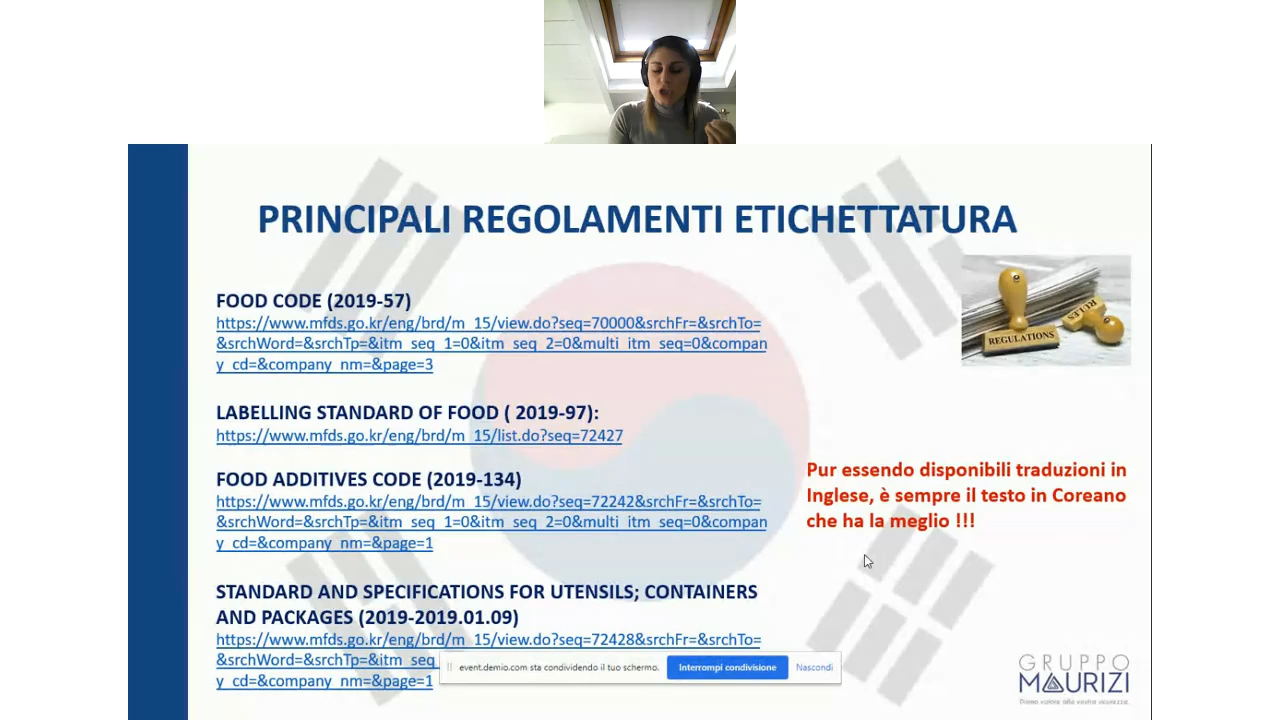 PRINCIPALI REGOLAMENTI ETICHETTATURA
FOOD CODE (2019-57)
https://www.mfds.go.kr/eng/brd/m_15/view.do?seq=70000&srchFr=&srchTo=
&srchWord=&srchTp=&itm_seq_1=0&itm_seq_2=0&multi_itm_seq=0&compan
y_cd=&company_nm=&page=3
REGULATIONS
RULES
LABELLING STANDARD OF FOOD ( 2019-97):
https://www.mfds.go.kr/eng/brd/m_15/list.do?seq=72427
FOOD ADDITIVES CODE (2019-134)
https://www.mfds.go.kr/eng/brd/m_15/view.do?seq=72242&srchFr=&srchTo=
&srchWord=&srchTp=&itm_seq_1=0&itm_seq_2=0&multi_itm_seq=0&compan
y_cd=&company_nm=&page=1
Pur essendo disponibili traduzioni in
Inglese, è sempre il testo in Coreano
che ha la meglio !!!
STANDARD AND SPECIFICATIONS FOR UTENSILS; CONTAINERS
AND PACKAGES (2019-2019.01.09)
https://www.mfds.go.kr/eng/brd/m_15/view.do?seq=72428&srchFr=&srchTo=
&srchWord=&srchTp=&itm_seq
y_cd=&company_nm=&page=1
event.demio.com sta condividendo il tuo schermo. Interrompi condivisione Nascondi
GRUPPO
MAURIZI